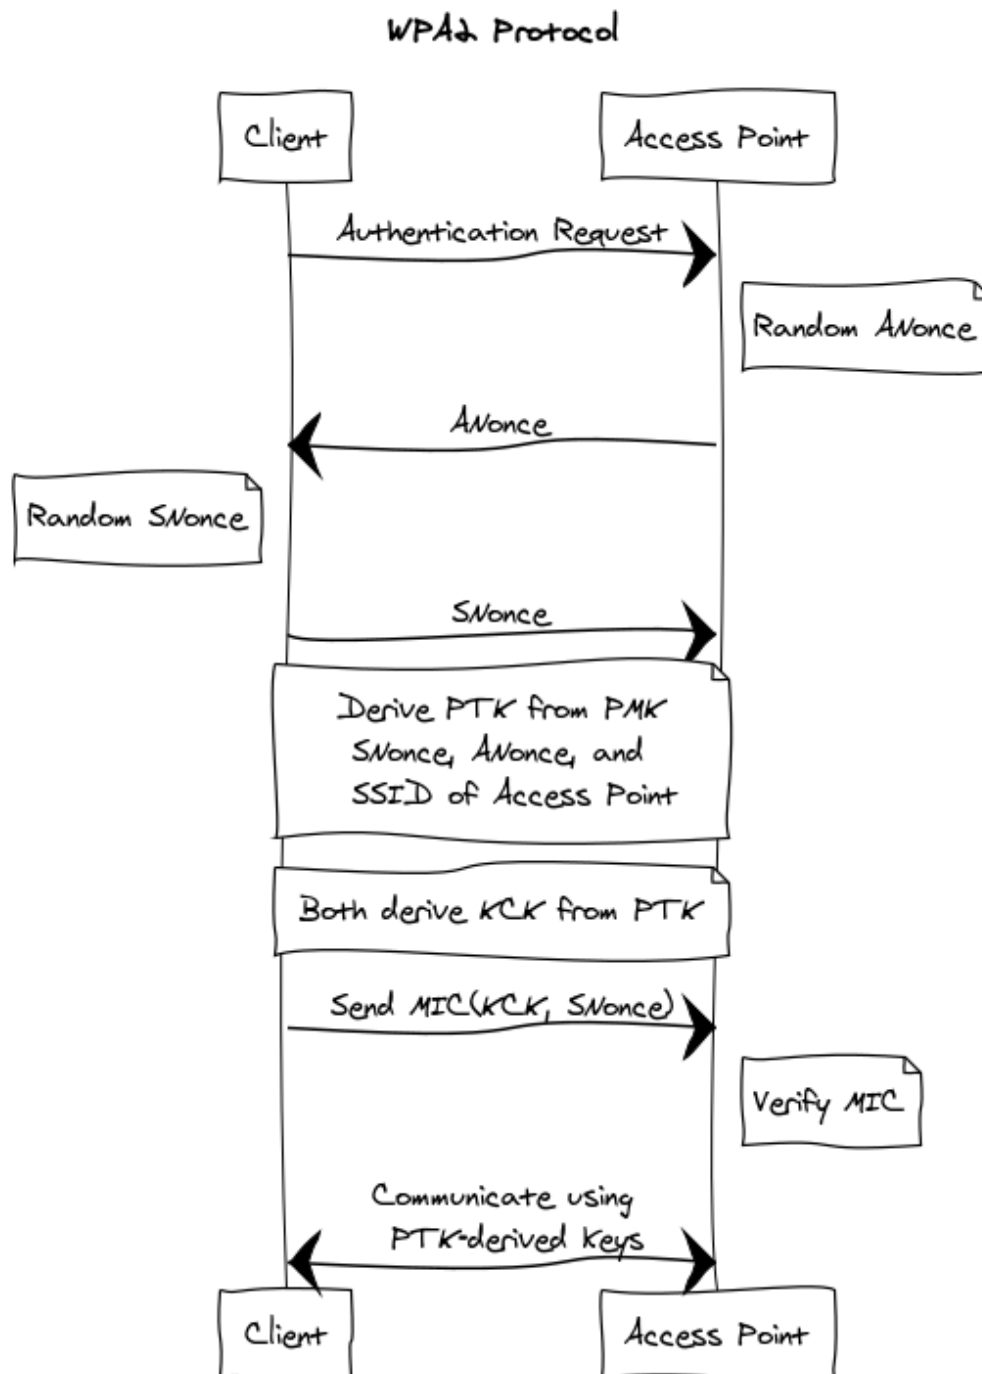 WPA2 Protocol
Client
Access Point
Authentication Request
Random ANonce
ANonce
Random SNonce
SNonce
Derive PTK from PMK
SNonce, ANonce, and
SSID of Access Point
Both derive KCK from PTK
Send MIC(KCK, SNonce)
Verify MIC
Communicate using
PTK-derived keys
Client
Access Point